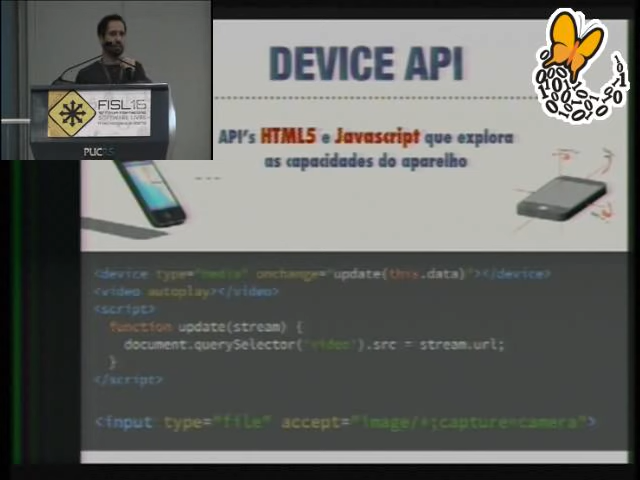 DEVICE API
API's HTML5 e Javascript que explora
as capacidades do aparelho
FISL16
SOFTWARE LIVRE
PUCRS
<device type="media" onchange="update(this.data)"></device>
<video autoplay></video>
<script>
function update(stream) {
document.querySelector('video').src = stream.url;
}
</script>
<input type="file" accept="image/*;capture=camera">